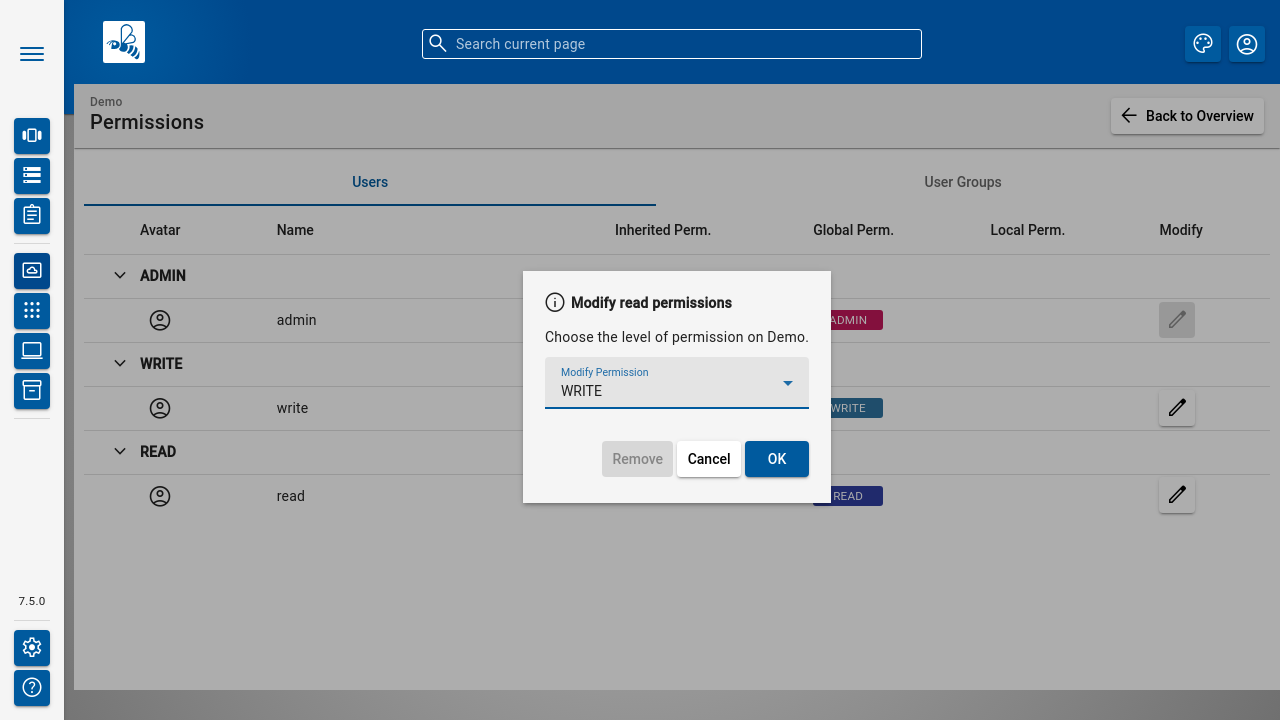 Search current page
Demo
Permissions
Back to Overview
Users
User Groups
Avatar
Name
Inherited Perm.
Global Perm.
Local Perm.
Modify
ADMIN
admin
ADMIN
WRITE
write
WRITE
READ
read
READ
Modify read permissions
Choose the level of permission on Demo.
Modify Permission
WRITE
Remove
Cancel
OK
7.5.0